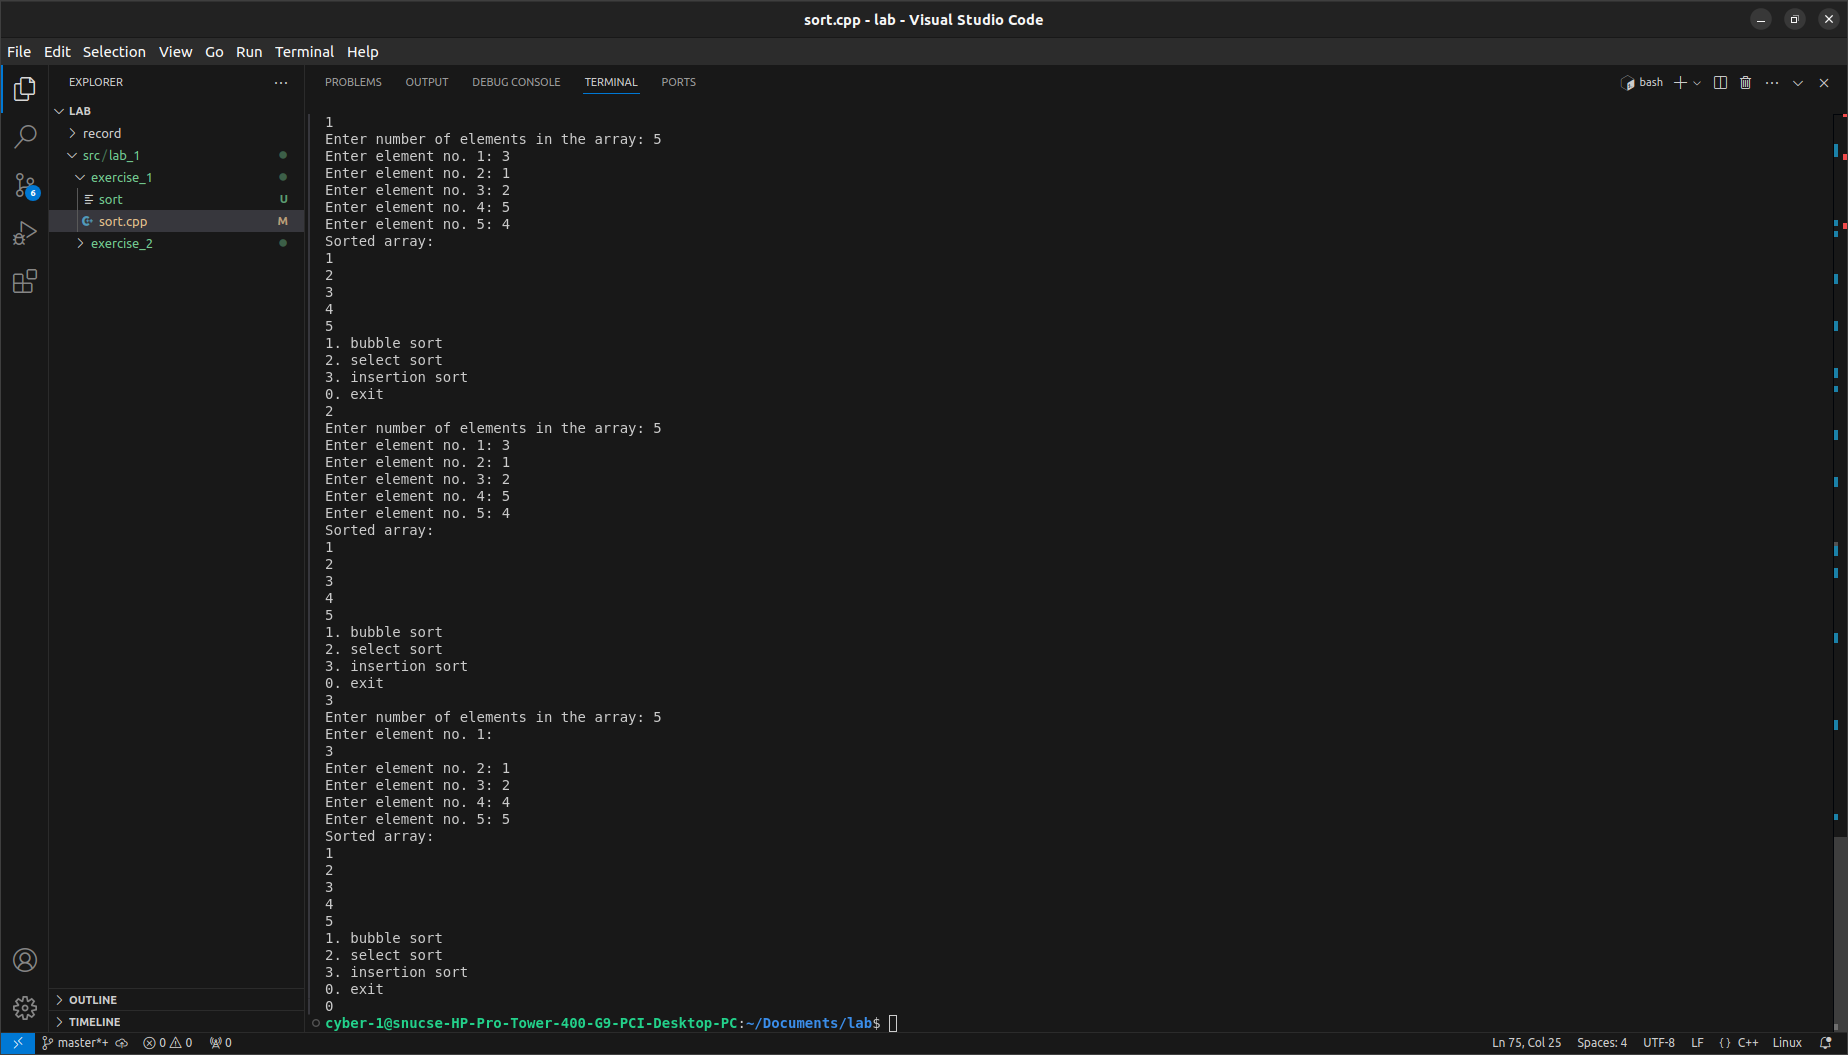 sort.cpp - lab - Visual Studio Code
File Edit Selection View Go Run Terminal Help
EXPLORER
LAB
record
src/lab_1
exercise_1
sort U
sort.cpp M
exercise_2
OUTLINE
TIMELINE
6
PROBLEMS OUTPUT DEBUG CONSOLE TERMINAL PORTS
bash
1
Enter number of elements in the array: 5
Enter element no. 1: 3
Enter element no. 2: 1
Enter element no. 3: 2
Enter element no. 4: 5
Enter element no. 5: 4
Sorted array:
1
2
3
4
5
1. bubble sort
2. select sort
3. insertion sort
0. exit
2
Enter number of elements in the array: 5
Enter element no. 1: 3
Enter element no. 2: 1
Enter element no. 3: 2
Enter element no. 4: 5
Enter element no. 5: 4
Sorted array:
1
2
3
4
5
1. bubble sort
2. select sort
3. insertion sort
0. exit
3
Enter number of elements in the array: 5
Enter element no. 1:
3
Enter element no. 2: 1
Enter element no. 3: 2
Enter element no. 4: 4
Enter element no. 5: 5
Sorted array:
1
2
3
4
5
1. bubble sort
2. select sort
3. insertion sort
0. exit
0
cyber-1@snucse-HP-Pro-Tower-400-G9-PCI-Desktop-PC:~/Documents/lab$
master*+ 0 0 0 Ln 75, Col 25 Spaces: 4 UTF-8 LF {} C++ Linux